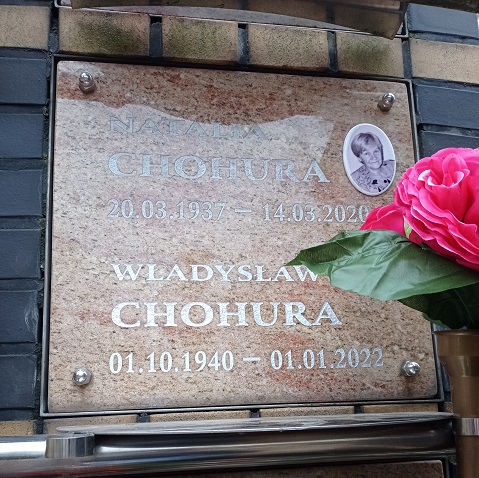 NATALIA
CHOHURA
20.03.1937 – 14.03.2020
WŁADYSŁAW
CHOHURA
01.10.1940 – 01.01.2022